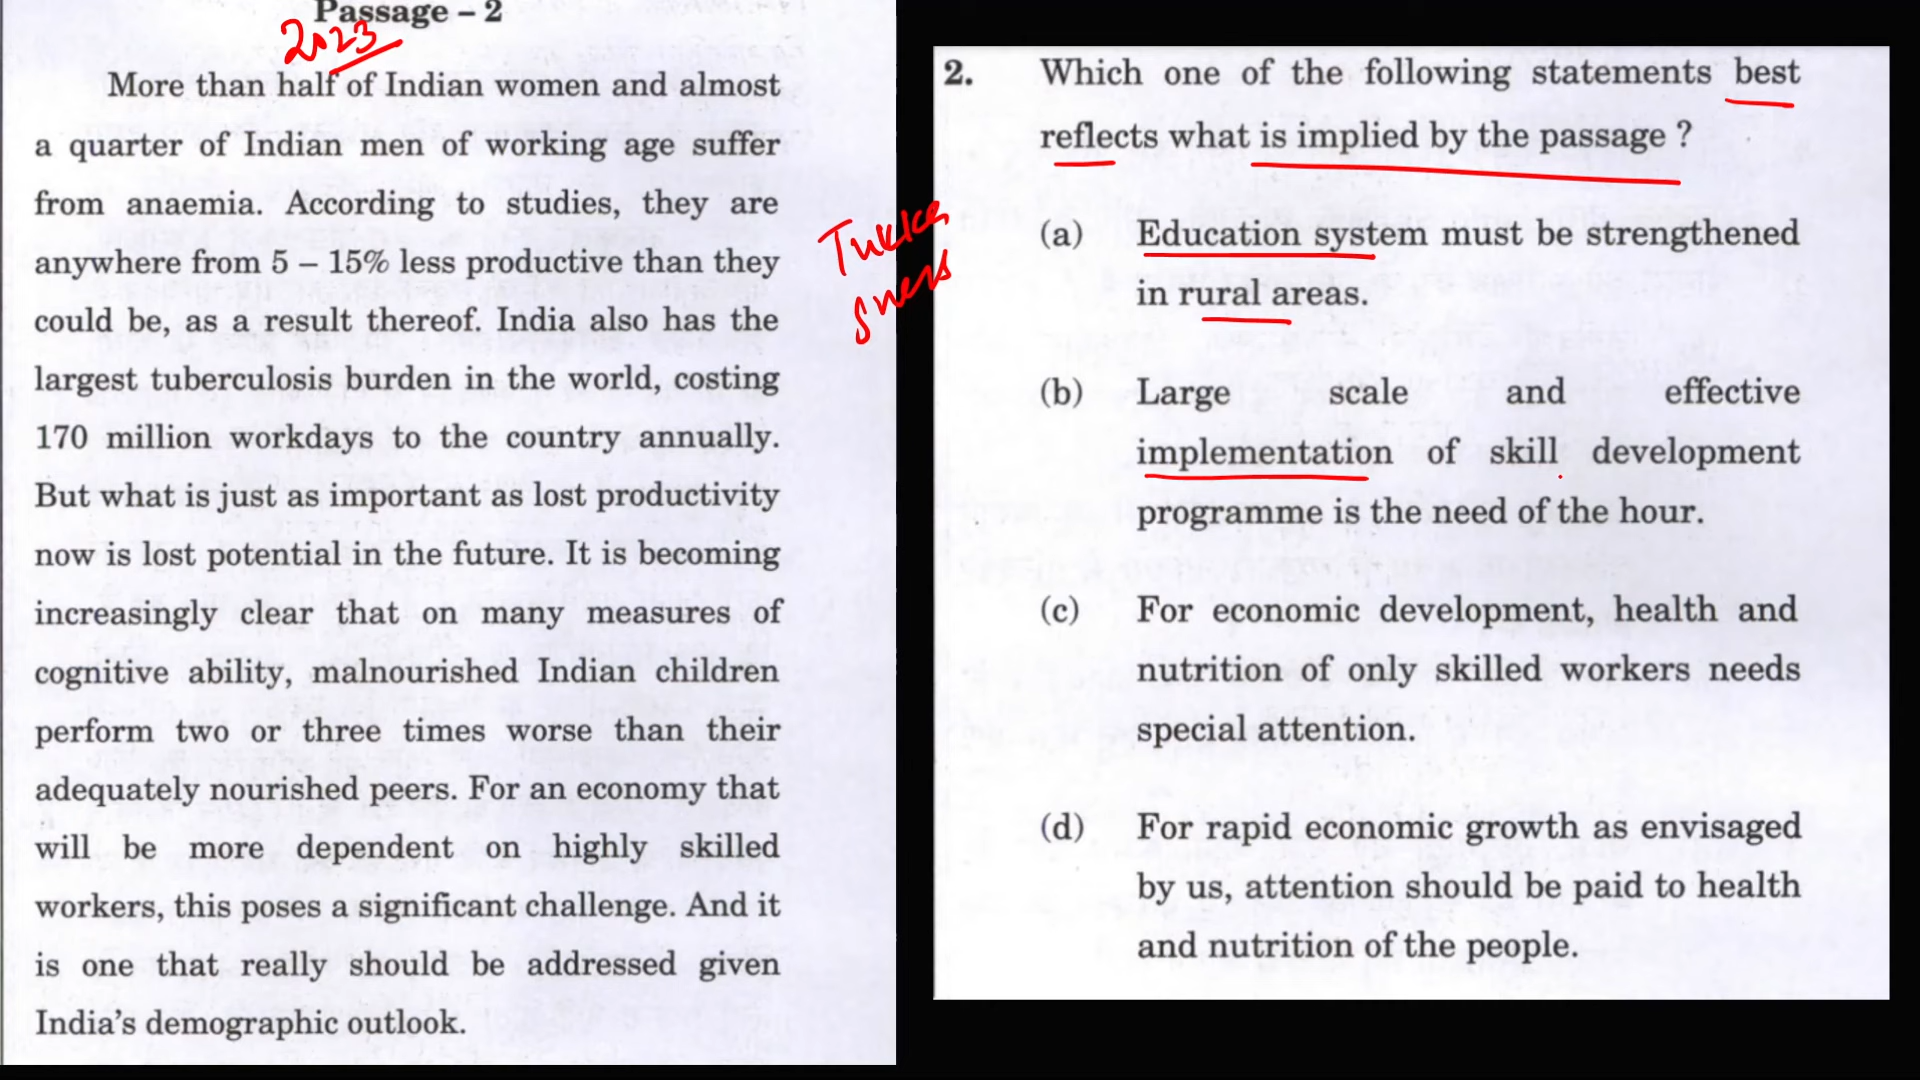 Passage – 2
2023
More than half of Indian women and almost
a quarter of Indian men of working age suffer
from anaemia. According to studies, they are
anywhere from 5 – 15% less productive than they
could be, as a result thereof. India also has the
largest tuberculosis burden in the world, costing
170 million workdays to the country annually.
But what is just as important as lost productivity
now is lost potential in the future. It is becoming
increasingly clear that on many measures of
cognitive ability, malnourished Indian children
perform two or three times worse than their
adequately nourished peers. For an economy that
will be more dependent on highly skilled
workers, this poses a significant challenge. And it
is one that really should be addressed given
India's demographic outlook.
2. Which one of the following statements best
reflects what is implied by the passage ?
(a) Education system must be strengthened
in rural areas.
(b) Large scale and effective
implementation of skill development
programme is the need of the hour.
(c) For economic development, health and
nutrition of only skilled workers needs
special attention.
(d) For rapid economic growth as envisaged
by us, attention should be paid to health
and nutrition of the people.